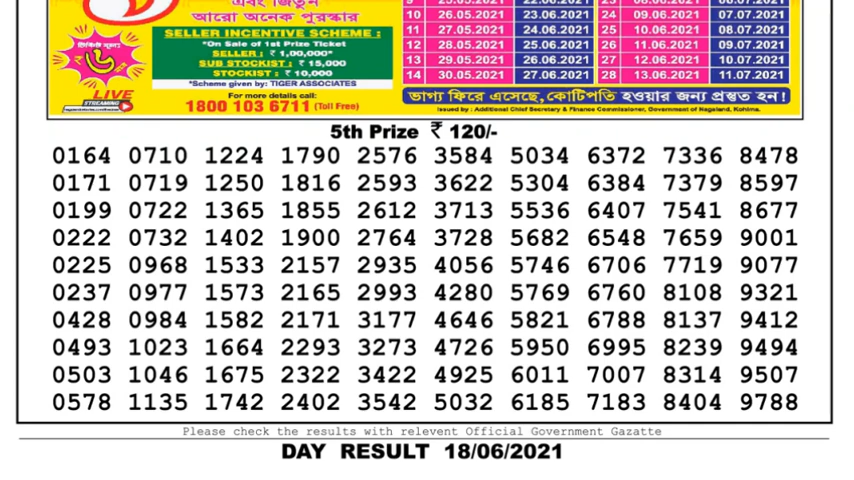 এবং জিতুন
আরো অনেক পুরস্কার
SELLER INCENTIVE SCHEME :
*On Sale of 1st Prize Ticket
SELLER : ₹ 1,00,000*
SUB STOCKIST : ₹ 15,000
STOCKIST : ₹ 10,000
*Scheme given by: TIGER ASSOCIATES
৬
LIVE
STREAMING
For more details call:
1800 103 6711 (Toll Free)
10 26.05.2021 23.06.2021 24 09.06.2021 07.07.2021
11 27.05.2021 24.06.2021 25 10.06.2021 08.07.2021
12 28.05.2021 25.06.2021 26 11.06.2021 09.07.2021
13 29.05.2021 26.06.2021 27 12.06.2021 10.07.2021
14 30.05.2021 27.06.2021 28 13.06.2021 11.07.2021
ভাগ্য ফিরে এসেছে, কোটিপতি হওয়ার জন্য প্রস্তুত হন!
Issued by : Additional Chief Secretary & Finance Commissioner, Government of Nagaland, Kohima.
5th Prize ₹ 120/-
0164 0710 1224 1790 2576 3584 5034 6372 7336 8478
0171 0719 1250 1816 2593 3622 5304 6384 7379 8597
0199 0722 1365 1855 2612 3713 5536 6407 7541 8677
0222 0732 1402 1900 2764 3728 5682 6548 7659 9001
0225 0968 1533 2157 2935 4056 5746 6706 7719 9077
0237 0977 1573 2165 2993 4280 5769 6760 8108 9321
0428 0984 1582 2171 3177 4646 5821 6788 8137 9412
0493 1023 1664 2293 3273 4726 5950 6995 8239 9494
0503 1046 1675 2322 3422 4925 6011 7007 8314 9507
0578 1135 1742 2402 3542 5032 6185 7183 8404 9788
Please check the results with relevent Official Government Gazatte
DAY RESULT 18/06/2021